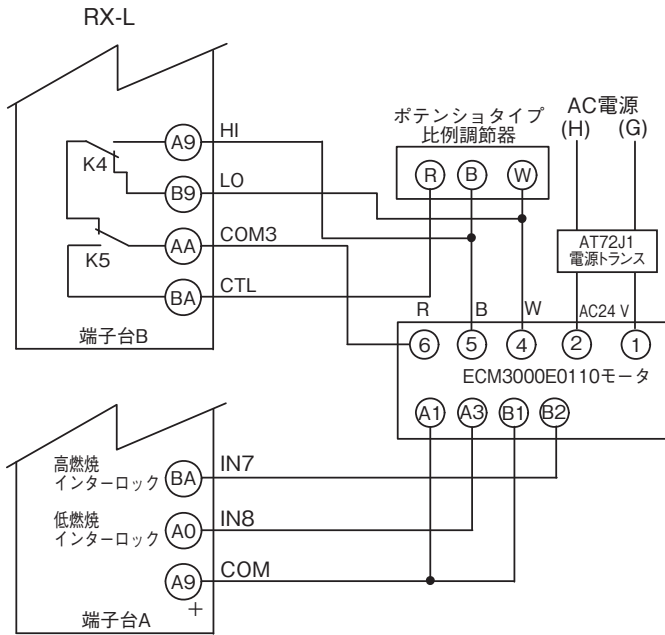 RX-L
K4
K5
A9
B9
AA
BA
HI
LO
COM3
CTL
端子台B
ポテンショタイプ
比例調節器
R
B
W
AC電源
(H)
(G)
AT72J1
電源トランス
R
B
W
AC24 V
6
5
4
2
1
ECM3000E0110モータ
A1
A3
B1
B2
高燃焼
インターロック
BA
IN7
低燃焼
インターロック
A0
IN8
A9
COM
+
端子台A